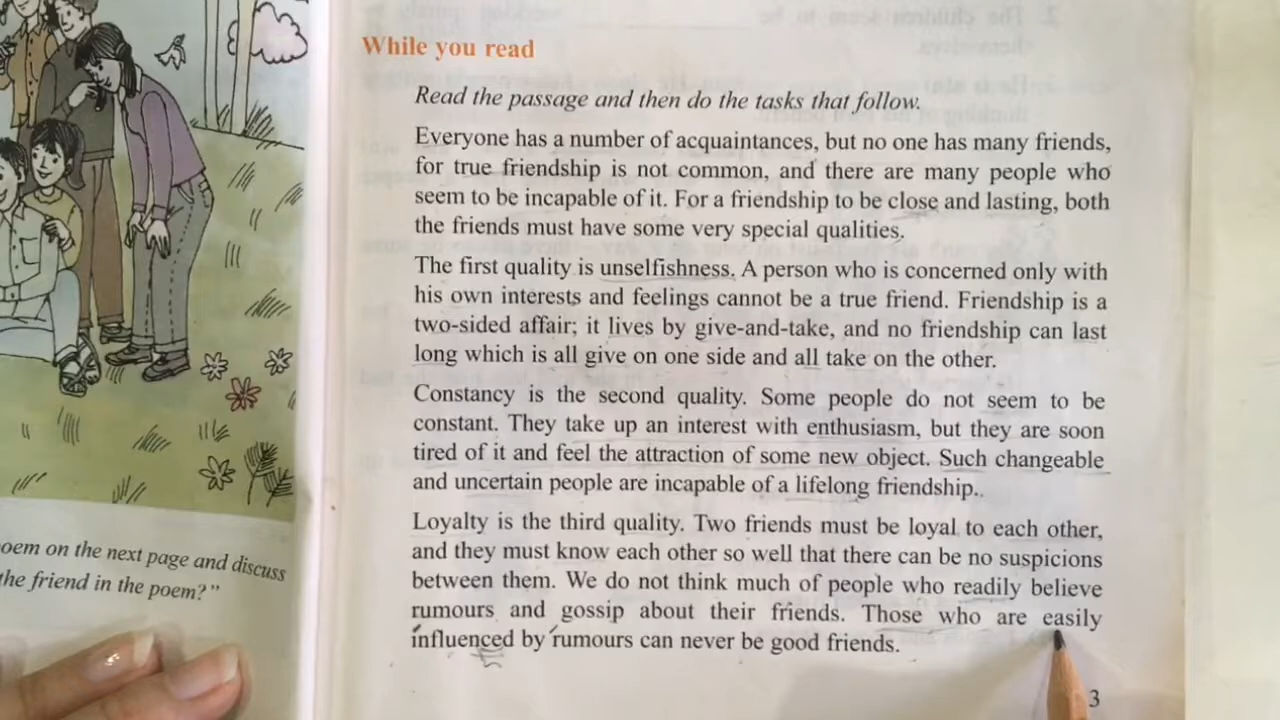 While you read
Read the passage and then do the tasks that follow.
Everyone has a number of acquaintances, but no one has many friends,
for true friendship is not common, and there are many people who
seem to be incapable of it. For a friendship to be close and lasting, both
the friends must have some very special qualities.
The first quality is unselfishness. A person who is concerned only with
his own interests and feelings cannot be a true friend. Friendship is a
two-sided affair; it lives by give-and-take, and no friendship can last
long which is all give on one side and all take on the other.
Constancy is the second quality. Some people do not seem to be
constant. They take up an interest with enthusiasm, but they are soon
tired of it and feel the attraction of some new object. Such changeable
and uncertain people are incapable of a lifelong friendship..
Loyalty is the third quality. Two friends must be loyal to each other,
and they must know each other so well that there can be no suspicions
between them. We do not think much of people who readily believe
rumours and gossip about their friends. Those who are easily
influenced by rumours can never be good friends.
3
oem on the next page and discuss
the friend in the poem?"